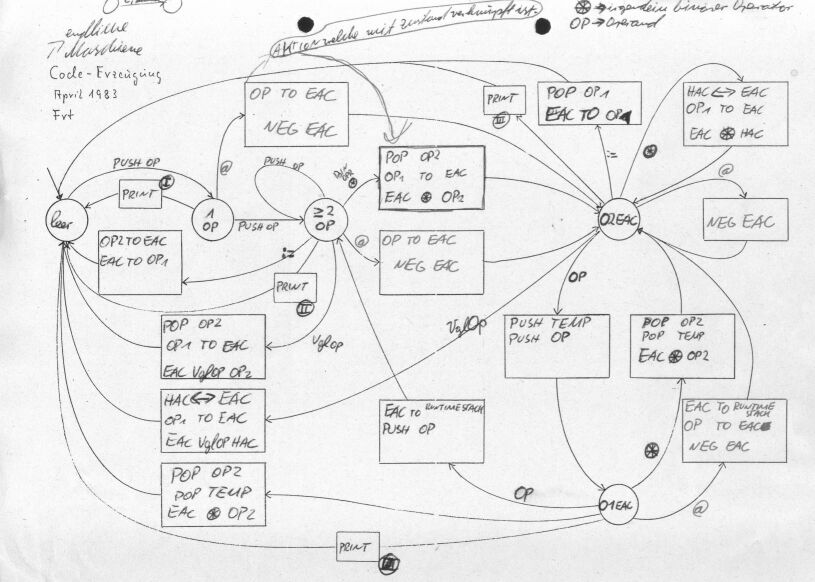 endliche
Maschiene
Code-Erzeugung
April 1983
Frt
AKTION welche mit Zustand verknüpft ist.
→ irgendein binärer Operator
OP → Operand
OP TO EAC
NEG EAC
PRINT
III
POP OP1
EAC TO OP1
:=
HAC ↔ EAC
OP1 TO EAC
EAC ⊛ HAC
⊛
@
PUSH OP
PRINT
I
@
PUSH OP
POP OP2
OP1 TO EAC
EAC ⊛ OP2
leer
1
OP
PUSH OP
≥2
OP
@
02EAC
NEG EAC
OP2 TO EAC
EAC TO OP1
:=
PRINT
II
OP TO EAC
NEG EAC
OP
VglOP
POP OP2
OP1 TO EAC
EAC VglOP OP2
VglOp
PUSH TEMP
PUSH OP
POP OP2
POP TEMP
EAC ⊛ OP2
HAC ↔ EAC
OP1 TO EAC
EAC VglOP HAC
EAC TO RUNTIME
STACK
PUSH OP
EAC TO RUNTIME
STACK
OP TO EAC
NEG EAC
⊛
POP OP2
POP TEMP
EAC ⊛ OP2
OP
01EAC
@
PRINT
III